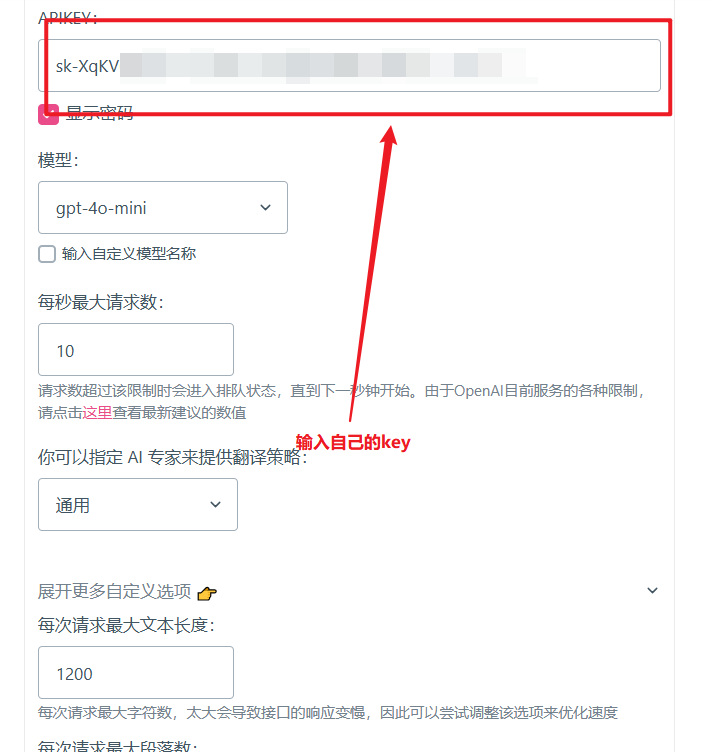 APIKEY：
sk-XqKV
显示密码
模型：
gpt-4o-mini
输入自定义模型名称
每秒最大请求数：
10
请求数超过该限制时会进入排队状态，直到下一秒钟开始。由于OpenAI目前服务的各种限制，
请点击这里查看最新建议的数值
输入自己的key
你可以指定 AI 专家来提供翻译策略：
通用
展开更多自定义选项 👉
每次请求最大文本长度：
1200
每次请求最大字符数，太大会导致接口的响应变慢，因此可以尝试调整该选项来优化速度
每次请求最大段落数：